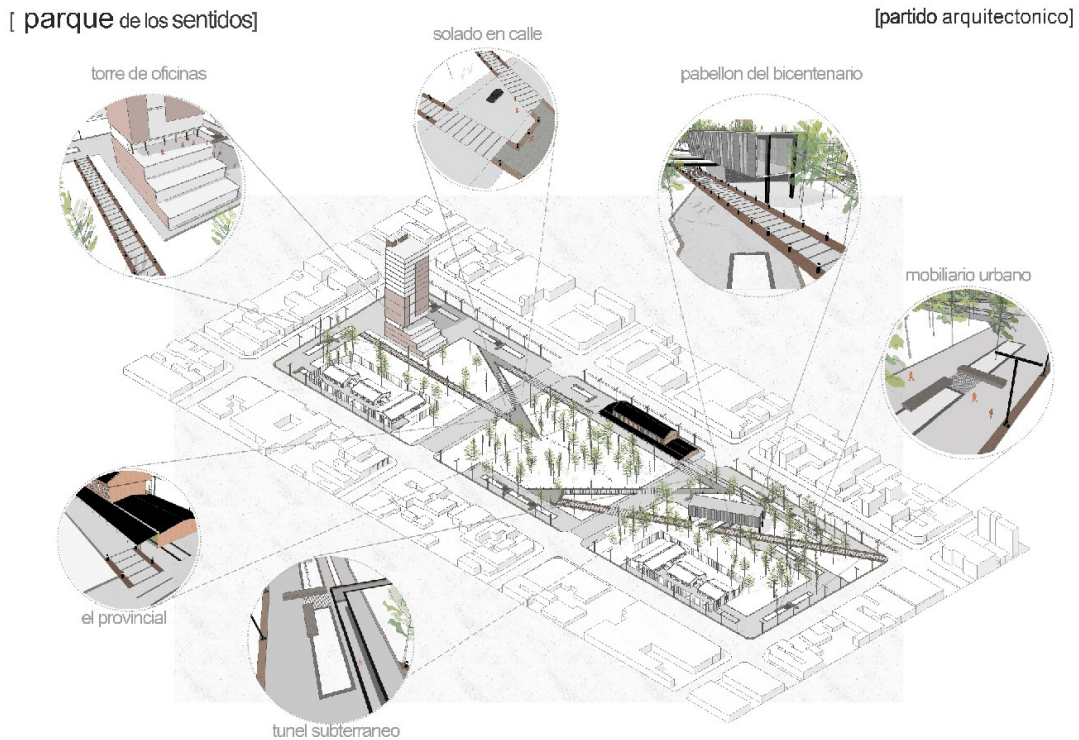 [ parque de los sentidos]
[partido arquitectonico]
solado en calle
torre de oficinas
pabellon del bicentenario
mobiliario urbano
el provincial
tunel subterraneo